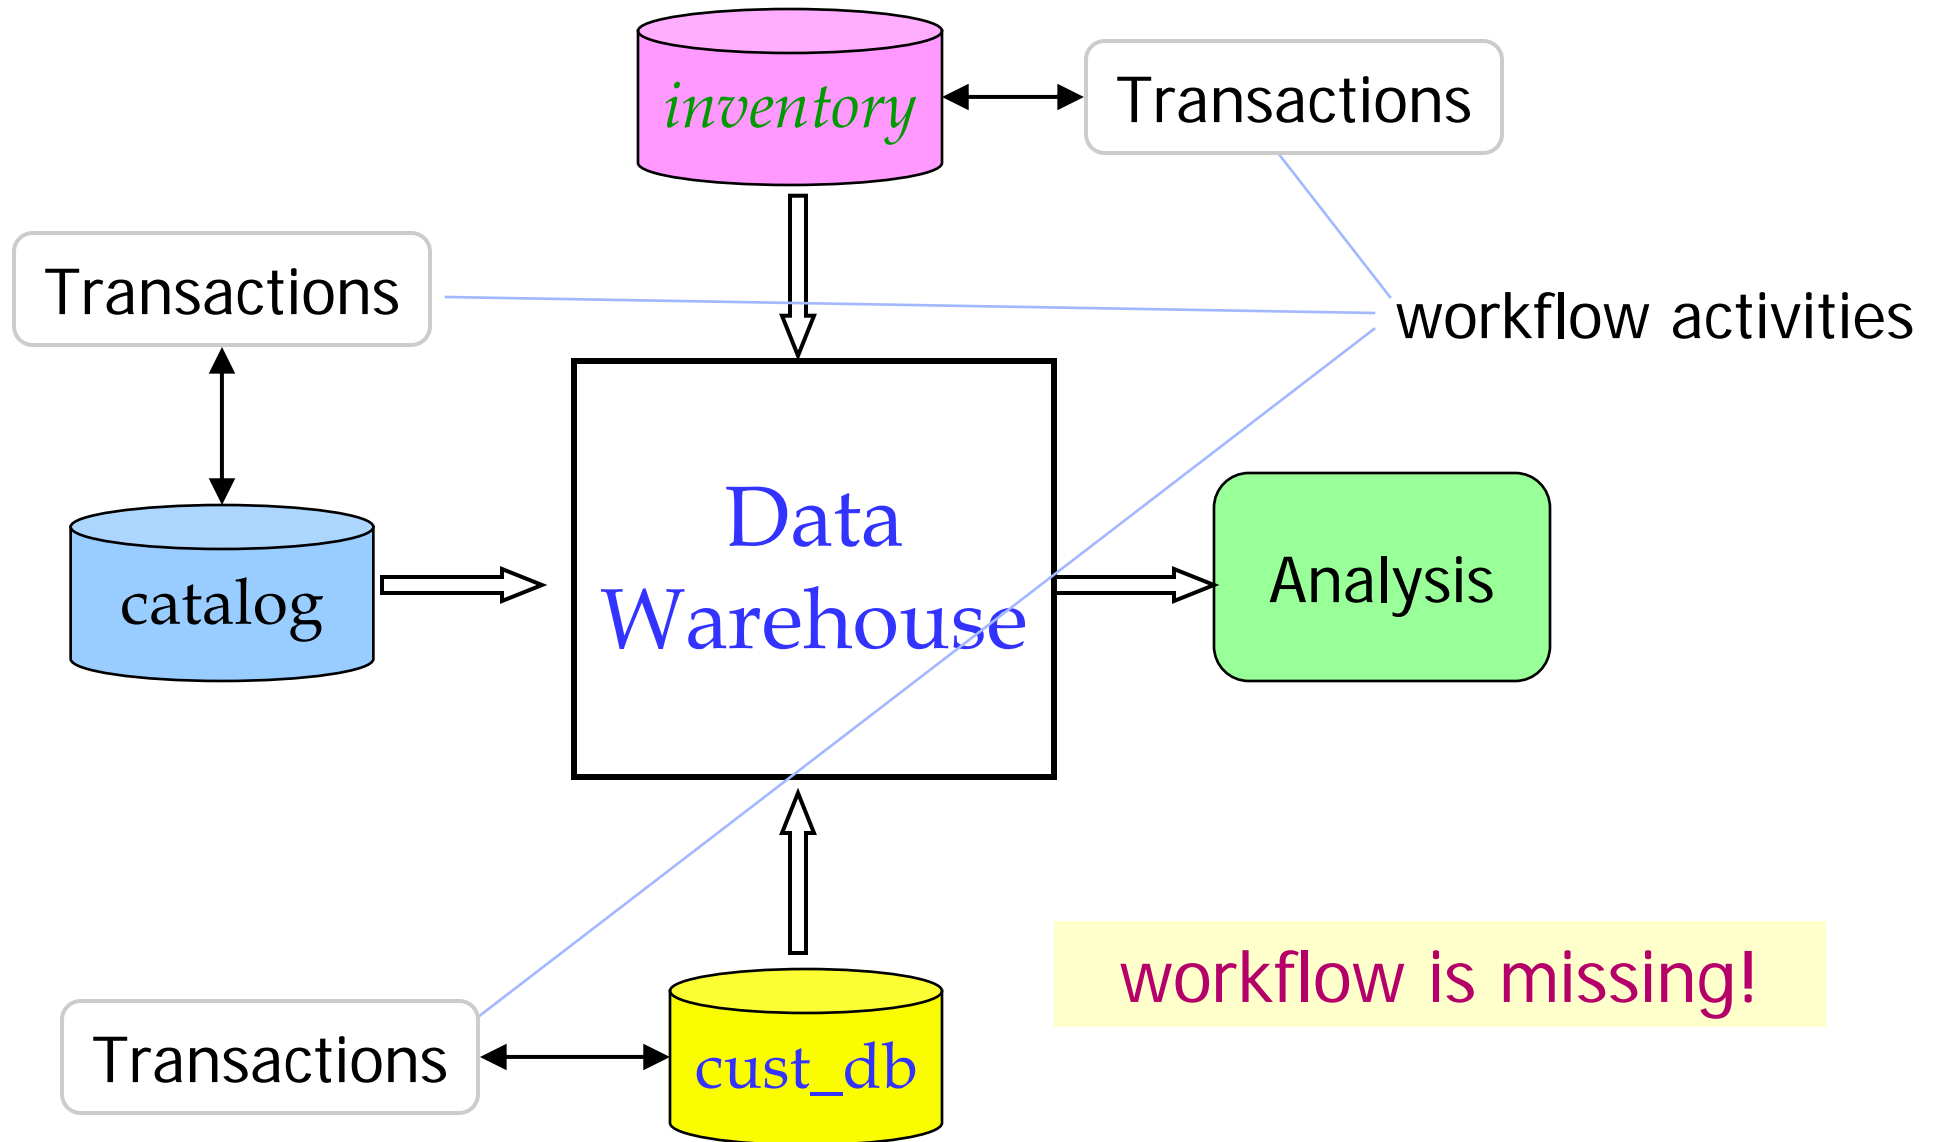 inventory
Transactions
Transactions
workflow activities
Data
Warehouse
catalog
Analysis
workflow is missing!
Transactions
cust_db